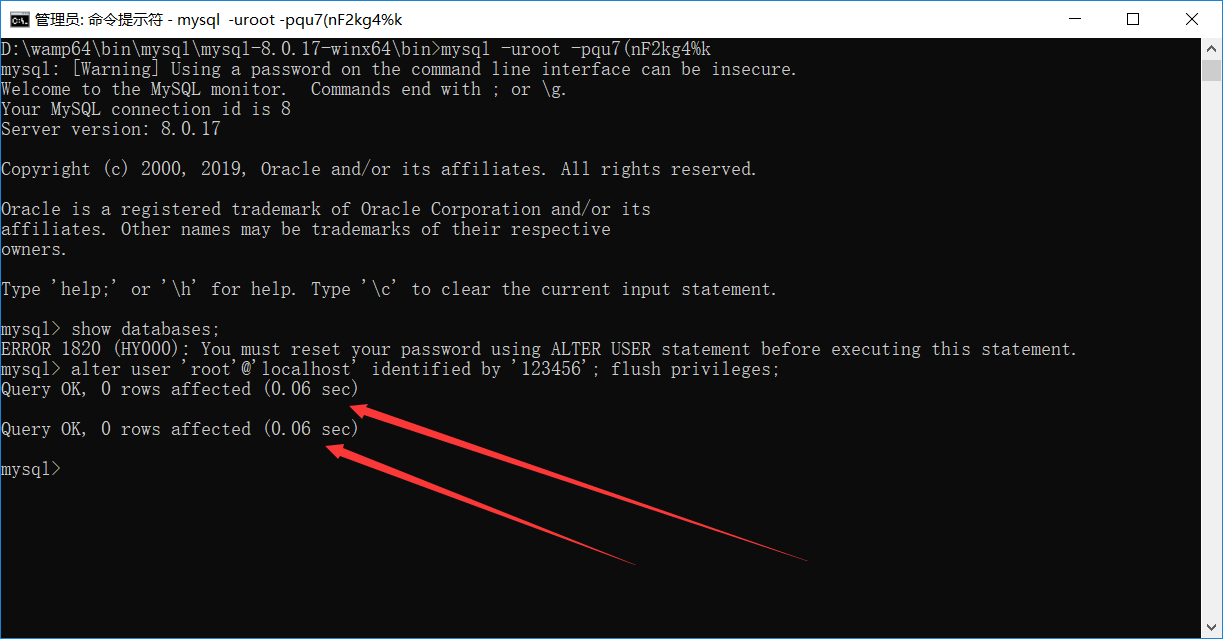 管理员: 命令提示符 - mysql  -uroot -pqu7(nF2kg4%k
D:\wamp64\bin\mysql\mysql-8.0.17-winx64\bin>mysql -uroot -pqu7(nF2kg4%k
mysql: [Warning] Using a password on the command line interface can be insecure.
Welcome to the MySQL monitor.  Commands end with ; or \g.
Your MySQL connection id is 8
Server version: 8.0.17
Copyright (c) 2000, 2019, Oracle and/or its affiliates. All rights reserved.
Oracle is a registered trademark of Oracle Corporation and/or its
affiliates. Other names may be trademarks of their respective
owners.
Type 'help;' or '\h' for help. Type '\c' to clear the current input statement.
mysql> show databases;
ERROR 1820 (HY000): You must reset your password using ALTER USER statement before executing this statement.
mysql> alter user 'root'@'localhost' identified by '123456'; flush privileges;
Query OK, 0 rows affected (0.06 sec)
Query OK, 0 rows affected (0.06 sec)
mysql>